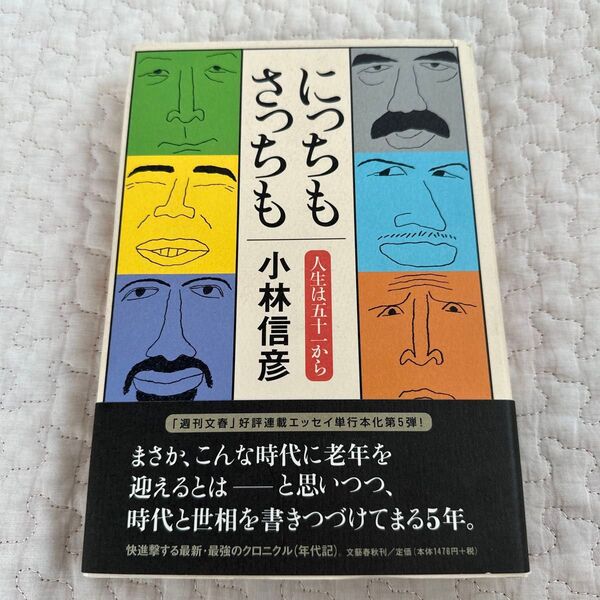 にっちも
さっちも
人生は五十一から
小林信彦
「週刊文春」好評連載エッセイ単行本化第5弾！
まさか、こんな時代に老年を
迎えるとは——と思いつつ、
時代と世相を書きつづけてまる5年。
快進撃する最新・最強のクロニクル(年代記)。文藝春秋刊／定価(本体1476円＋税)